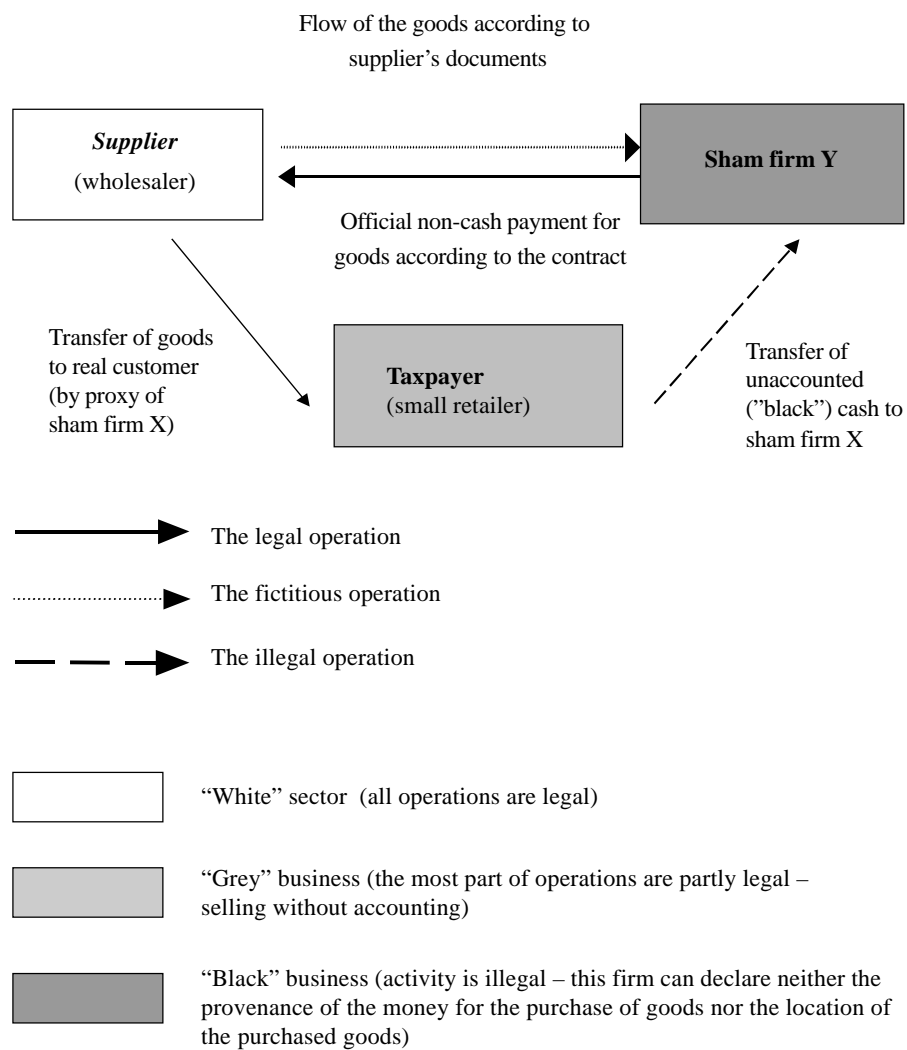 Flow of the goods according to
supplier’s documents
Supplier
(wholesaler)
Sham firm Y
Official non-cash payment for
goods according to the contract
Transfer of goods
to real customer
(by proxy of
sham firm X)
Taxpayer
(small retailer)
Transfer of
unaccounted
(”black”) cash to
sham firm X
The legal operation
The fictitious operation
The illegal operation
“White” sector (all operations are legal)
“Grey” business (the most part of operations are partly legal –
selling without accounting)
“Black” business (activity is illegal – this firm can declare neither the
provenance of the money for the purchase of goods nor the location of
the purchased goods)